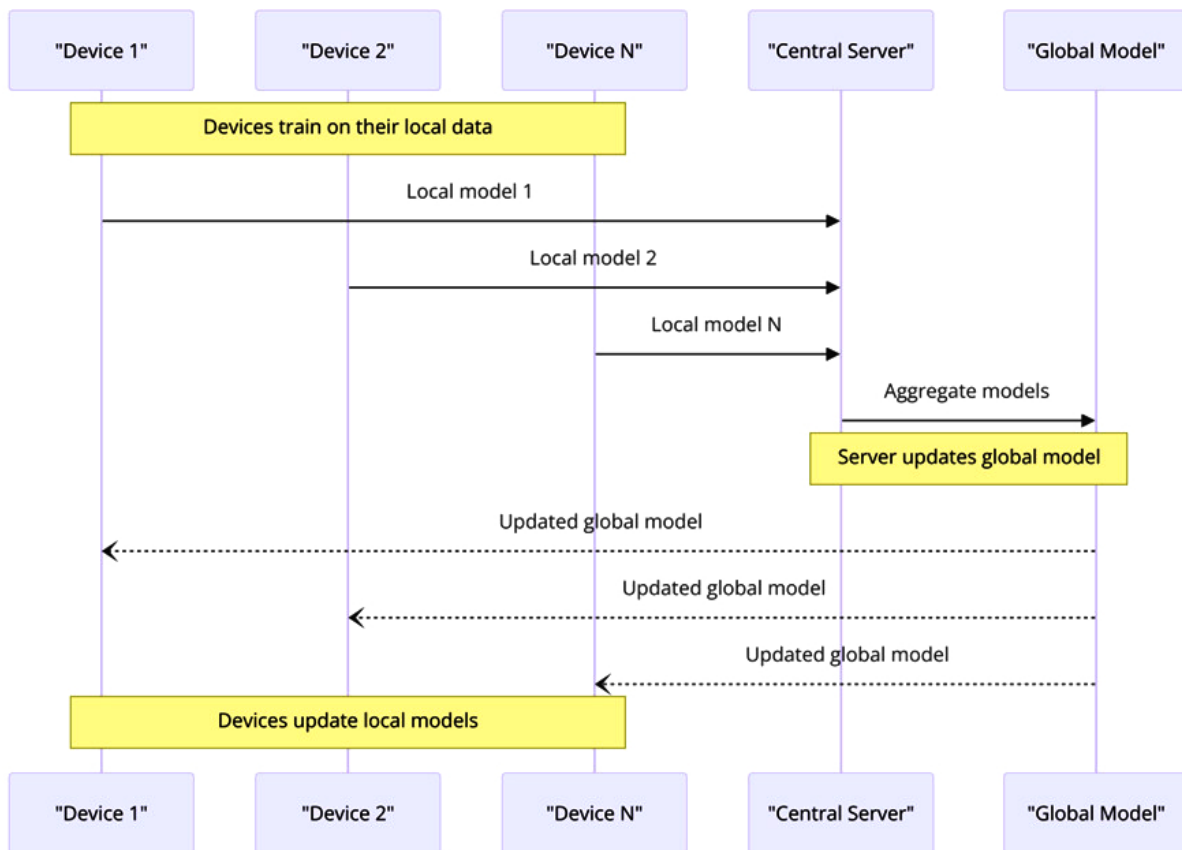 "Device 1"
"Device 2"
"Device N"
"Central Server"
"Global Model"
Devices train on their local data
Local model 1
Local model 2
Local model N
Aggregate models
Server updates global model
Updated global model
Updated global model
Updated global model
Devices update local models
"Device 1"
"Device 2"
"Device N"
"Central Server"
"Global Model"